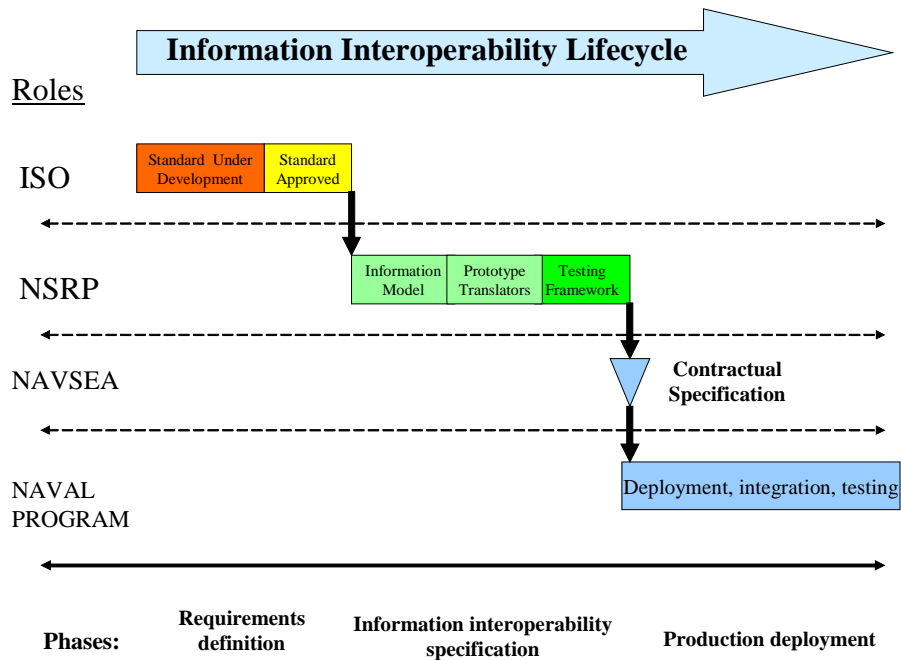 Information Interoperability Lifecycle
Roles
ISO
Standard Under
Development
Standard
Approved
NSRP
Information
Model
Prototype
Translators
Testing
Framework
NAVSEA
Contractual
Specification
NAVAL
PROGRAM
Deployment, integration, testing
Phases:
Requirements
definition
Information interoperability
specification
Production deployment